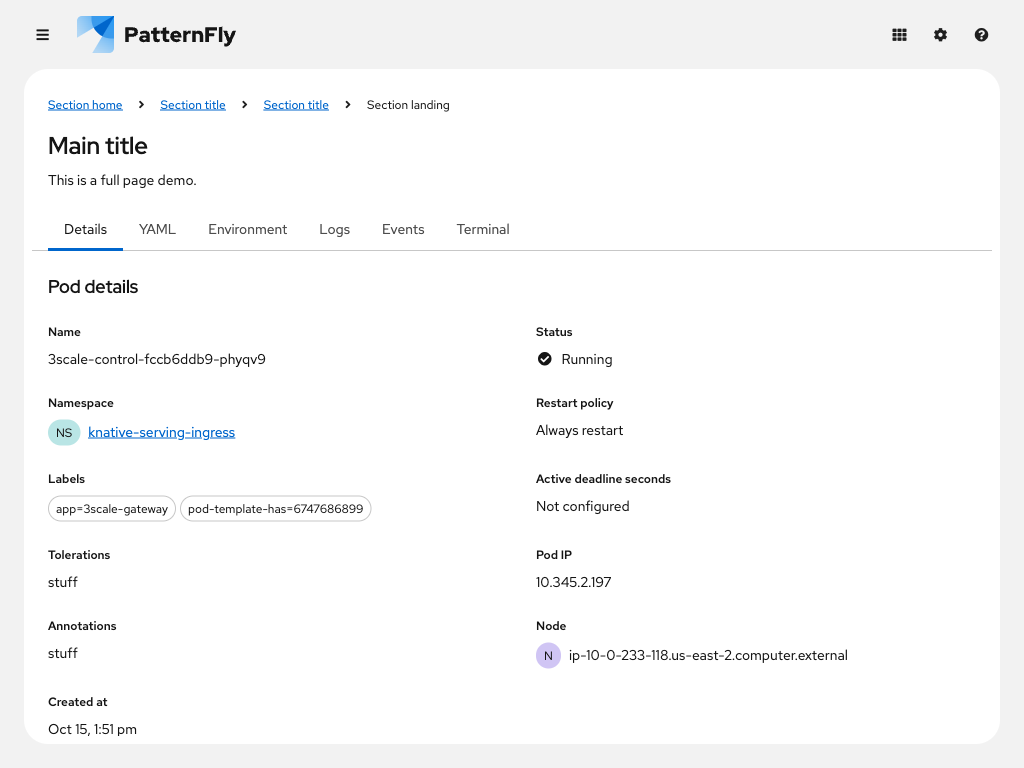 PatternFly
Section home > Section title > Section title > Section landing
Main title
This is a full page demo.
Details YAML Environment Logs Events Terminal
Pod details
Name
3scale-control-fccb6ddb9-phyqv9
Status
Running
Namespace
NS knative-serving-ingress
Restart policy
Always restart
Labels
app=3scale-gateway pod-template-has=6747686899
Active deadline seconds
Not configured
Tolerations
stuff
Pod IP
10.345.2.197
Annotations
stuff
Node
N ip-10-0-233-118.us-east-2.computer.external
Created at
Oct 15, 1:51 pm